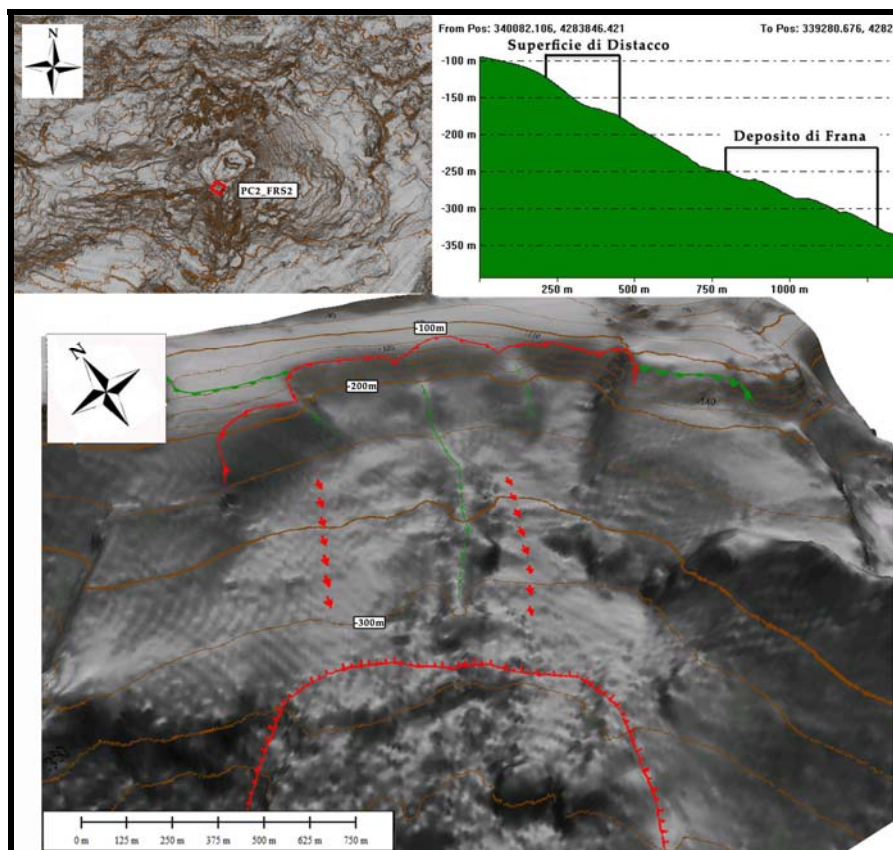 N
PC2_FRS2
From Pos: 340082.106, 4283846.421 To Pos: 339280.676, 4282
Superficie di Distacco
Deposito di Frana
-100 m
-150 m
-200 m
-250 m
-300 m
-350 m
250 m 500 m 750 m 1000 m
N
-100m
-200m
-140
-300m
0 m 125 m 250 m 375 m 500 m 625 m 750 m